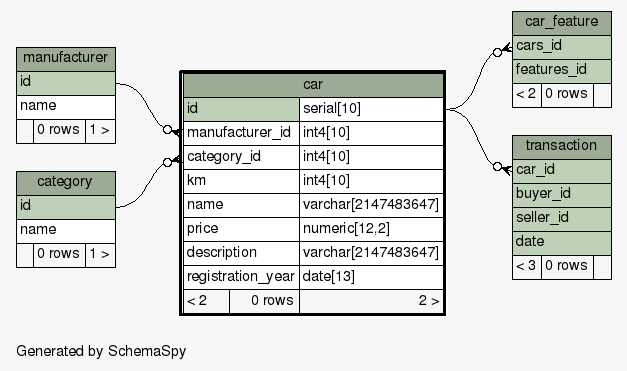 manufacturer
id
name
0 rows 1 >
category
id
name
0 rows 1 >
car
id serial[10]
manufacturer_id int4[10]
category_id int4[10]
km int4[10]
name varchar[2147483647]
price numeric[12,2]
description varchar[2147483647]
registration_year date[13]
< 2 0 rows 2 >
car_feature
cars_id
features_id
< 2 0 rows
transaction
car_id
buyer_id
seller_id
date
< 3 0 rows
Generated by SchemaSpy